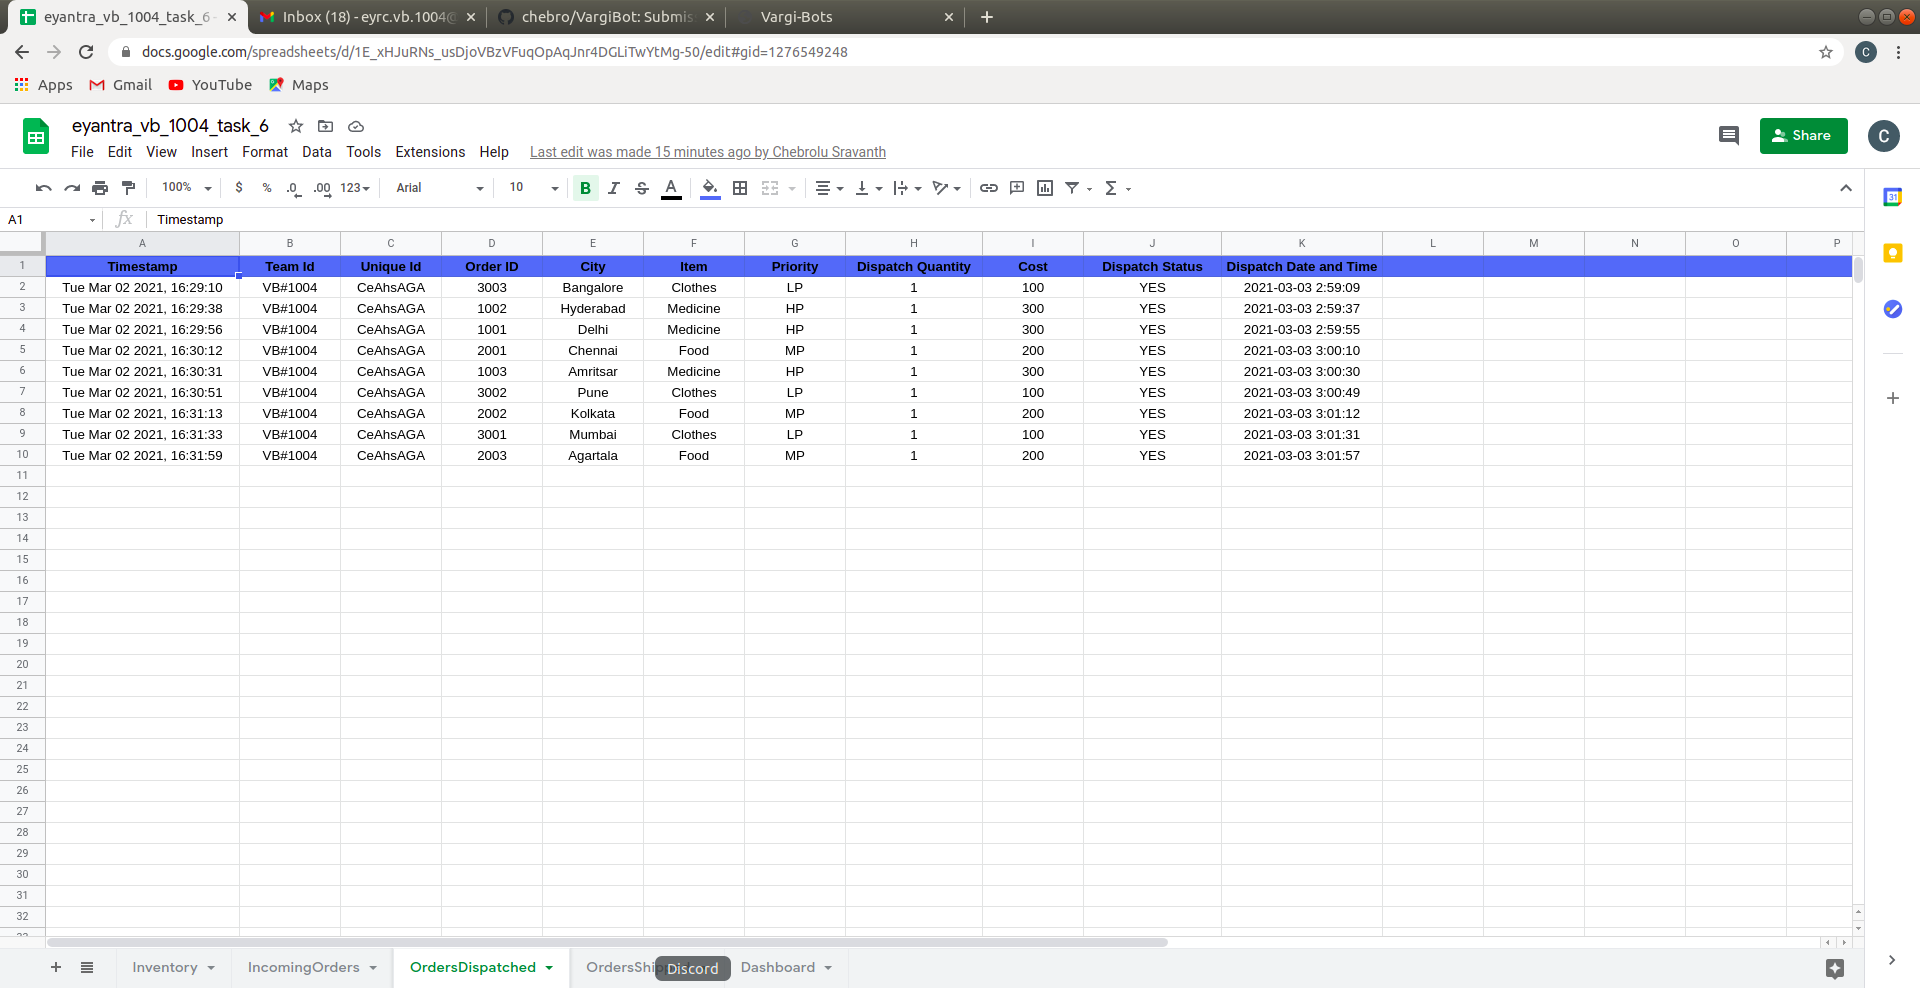 eyantra_vb_1004_task_6 -
Inbox (18) - eyrc.vb.1004@
chebro/VargiBot: Submis
Vargi-Bots
docs.google.com/spreadsheets/d/1E_xHJuRNs_usDjoVBzVFuqOpAqJnr4DGLiTwYtMg-50/edit#gid=1276549248
C
Apps Gmail YouTube Maps
eyantra_vb_1004_task_6
File Edit View Insert Format Data Tools Extensions Help Last edit was made 15 minutes ago by Chebrolu Sravanth
Share
C
100% $ % .0 .00 123 Arial 10 B I S A Σ
31
A1 fx Timestamp
A B C D E F G H I J K L M N O P
1 Timestamp Team Id Unique Id Order ID City Item Priority Dispatch Quantity Cost Dispatch Status Dispatch Date and Time
2 Tue Mar 02 2021, 16:29:10 VB#1004 CeAhsAGA 3003 Bangalore Clothes LP 1 100 YES 2021-03-03 2:59:09
3 Tue Mar 02 2021, 16:29:38 VB#1004 CeAhsAGA 1002 Hyderabad Medicine HP 1 300 YES 2021-03-03 2:59:37
4 Tue Mar 02 2021, 16:29:56 VB#1004 CeAhsAGA 1001 Delhi Medicine HP 1 300 YES 2021-03-03 2:59:55
5 Tue Mar 02 2021, 16:30:12 VB#1004 CeAhsAGA 2001 Chennai Food MP 1 200 YES 2021-03-03 3:00:10
6 Tue Mar 02 2021, 16:30:31 VB#1004 CeAhsAGA 1003 Amritsar Medicine HP 1 300 YES 2021-03-03 3:00:30
7 Tue Mar 02 2021, 16:30:51 VB#1004 CeAhsAGA 3002 Pune Clothes LP 1 100 YES 2021-03-03 3:00:49
8 Tue Mar 02 2021, 16:31:13 VB#1004 CeAhsAGA 2002 Kolkata Food MP 1 200 YES 2021-03-03 3:01:12
9 Tue Mar 02 2021, 16:31:33 VB#1004 CeAhsAGA 3001 Mumbai Clothes LP 1 100 YES 2021-03-03 3:01:31
10 Tue Mar 02 2021, 16:31:59 VB#1004 CeAhsAGA 2003 Agartala Food MP 1 200 YES 2021-03-03 3:01:57
11
12
13
14
15
16
17
18
19
20
21
22
23
24
25
26
27
28
29
30
31
32
33
Inventory IncomingOrders OrdersDispatched OrdersShi Discord Dashboard